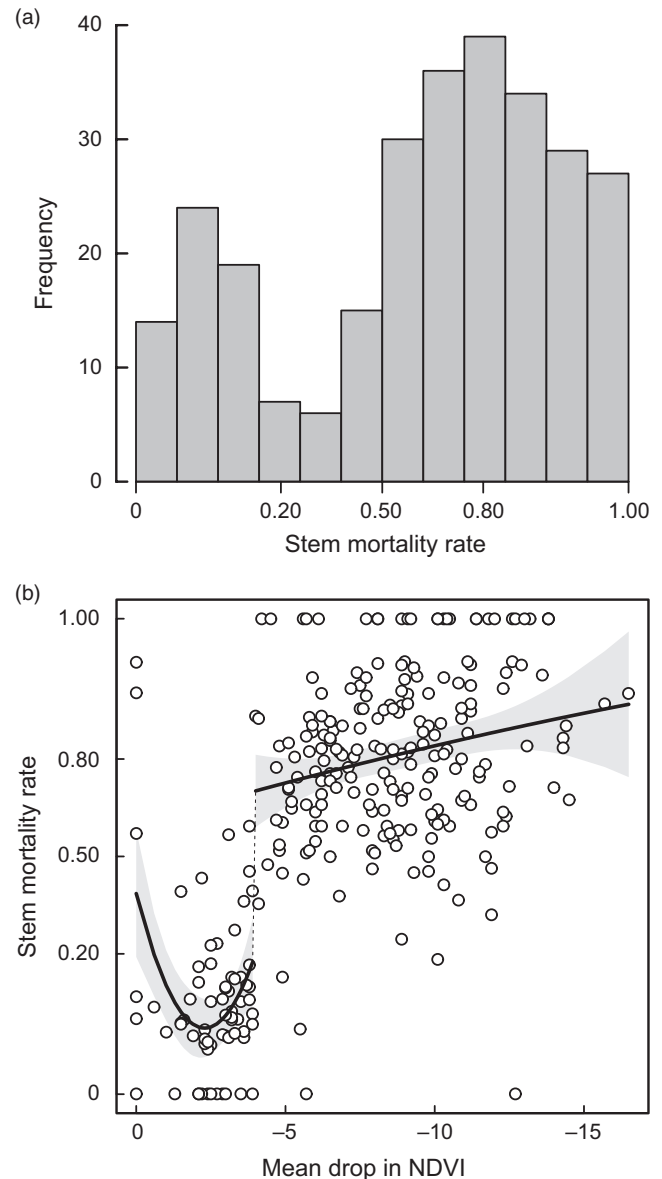 (a)
40
30
20
10
0
Frequency
0 0.20 0.50 0.80 1.00
Stem mortality rate
(b)
1.00
0.80
0.50
0.20
0
Stem mortality rate
0 –5 –10 –15
Mean drop in NDVI